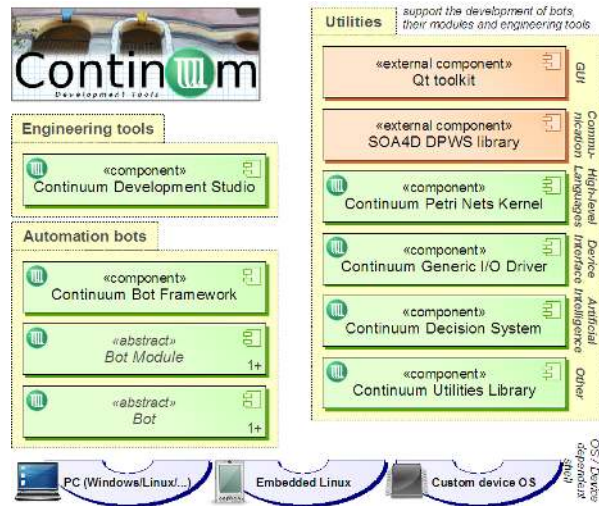 Continuum
Development Tools
Engineering tools
«component»
Continuum Development Studio
Automation bots
«component»
Continuum Bot Framework
«abstract»
Bot Module
1+
«abstract»
Bot
1+
Utilities
support the development of bots,
their modules and engineering tools
«external component»
Qt toolkit
GUI
«external component»
SOA4D DPWS library
Commu-
nication
«component»
Continuum Petri Nets Kernel
High-level
Languages
«component»
Continuum Generic I/O Driver
Device
Interface
«component»
Continuum Decision System
Artificial
Intelligence
«component»
Continuum Utilities Library
Other
PC (Windows/Linux/...)
Embedded Linux
Custom device OS
OS / Device
dependent
shell